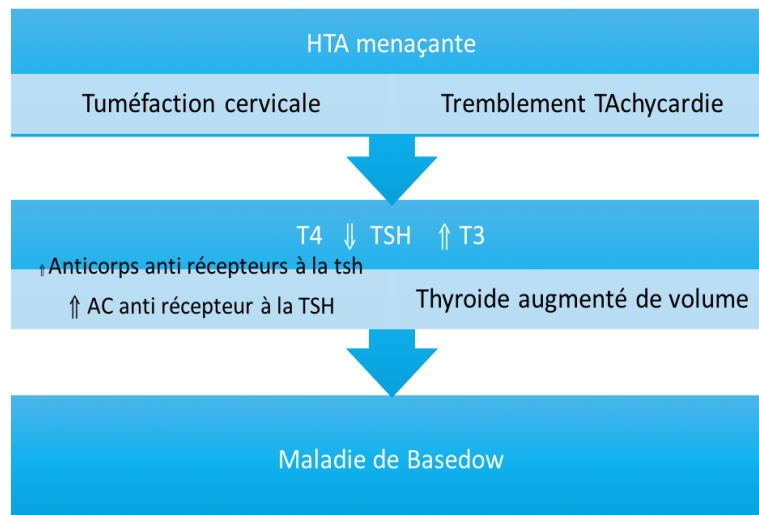 HTA menaçante
Tuméfaction cervicale
Tremblement TAchycardie
T4 ⇓ TSH ⇑ T3
⇑Anticorps anti récepteurs à la tsh
⇑ AC anti récepteur à la TSH
Thyroide augmenté de volume
Maladie de Basedow